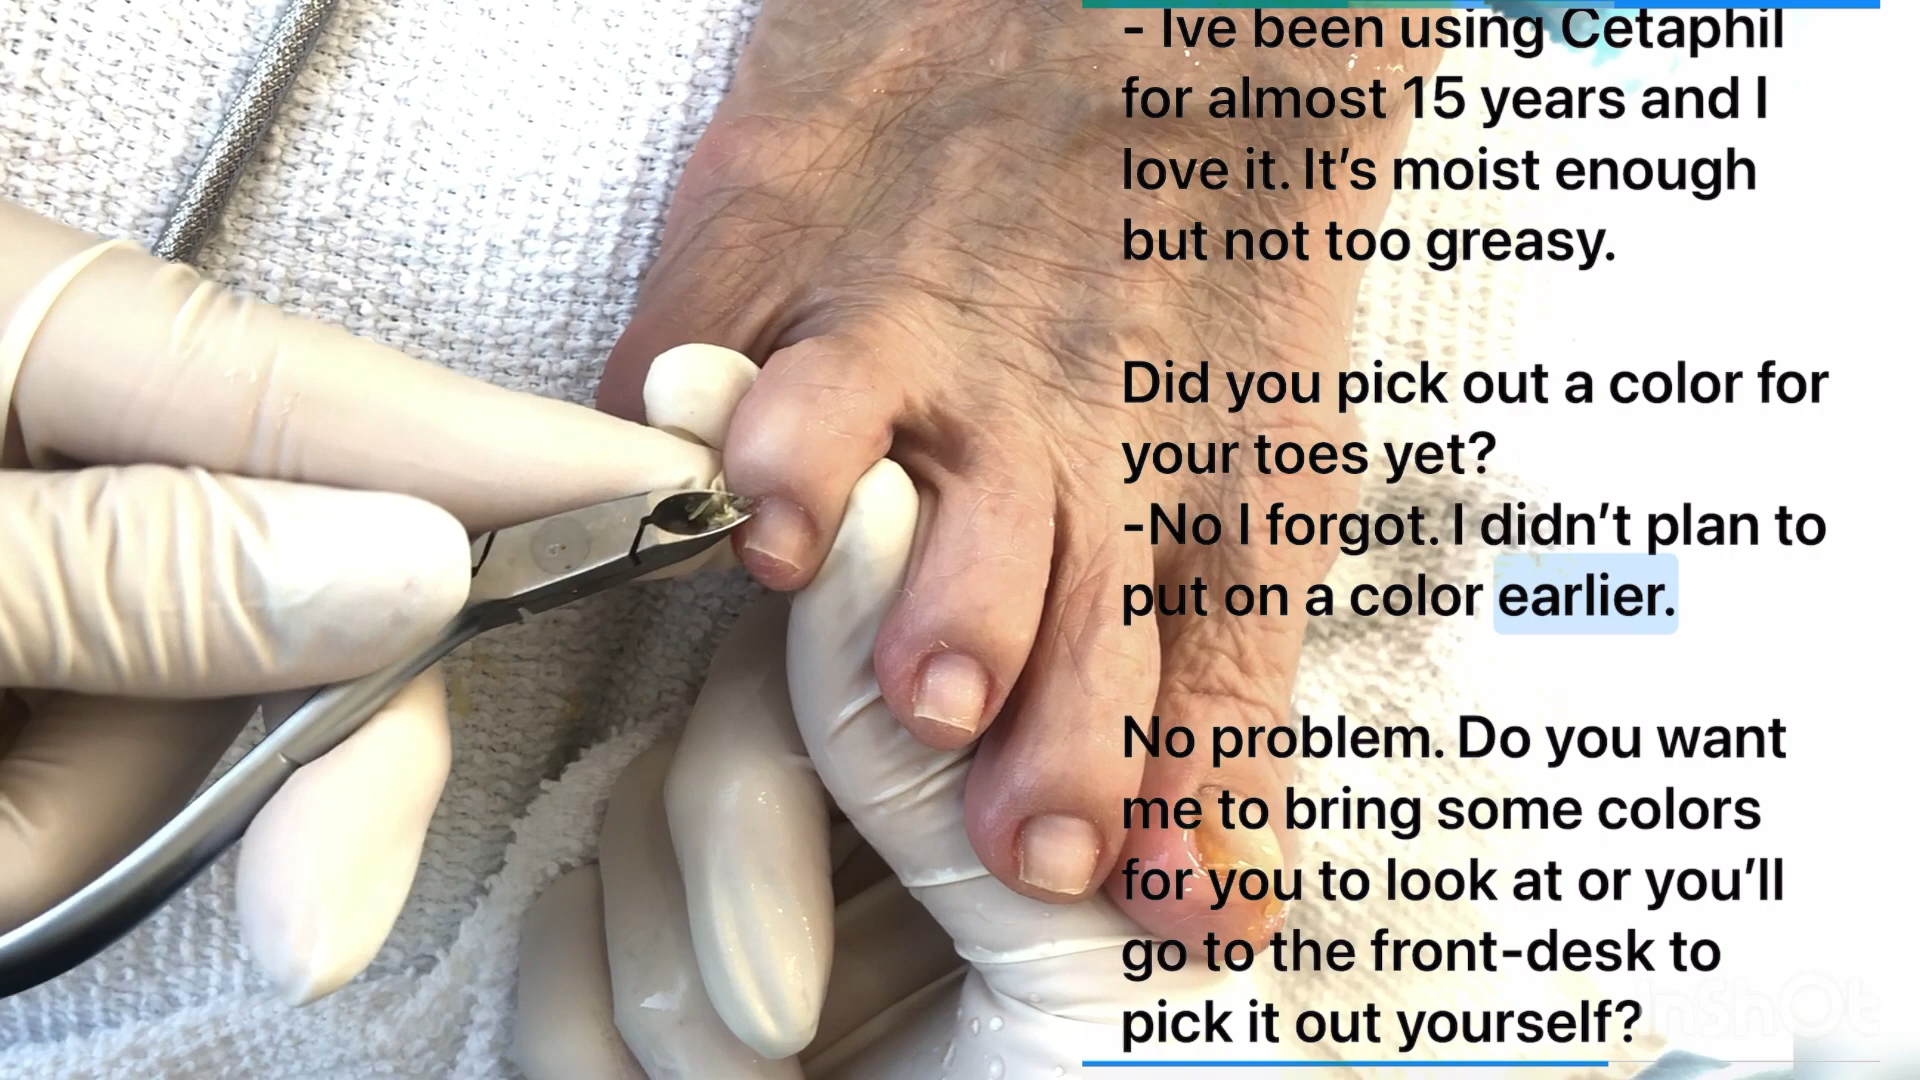 - Ive been using Cetaphil
for almost 15 years and I
love it. It's moist enough
but not too greasy.
Did you pick out a color for
your toes yet?
-No I forgot. I didn't plan to
put on a color earlier.
No problem. Do you want
me to bring some colors
for you to look at or you'll
go to the front-desk to
pick it out yourself?
InShOt